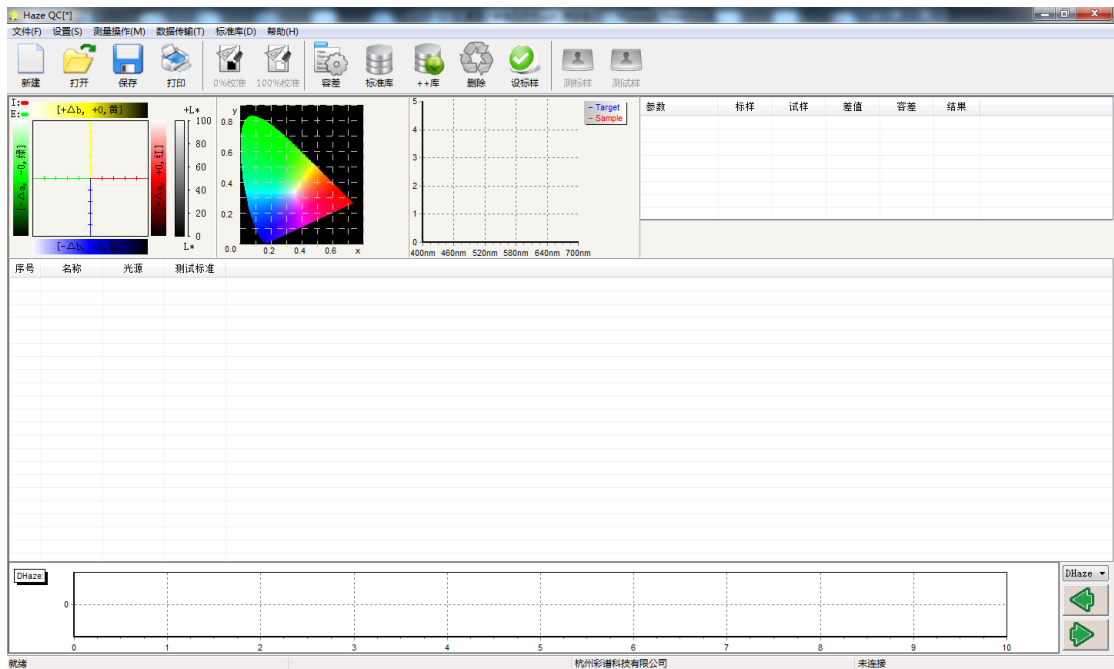 Haze QC[*]
文件(F) 设置(S) 测量操作(M) 数据传输(T) 标准库(D) 帮助(H)
新建 打开 保存 打印 0%校准 100%校准 容差 标准库 ++库 删除 设标样 测标样 测试样
I:
E:
[+△b, +0,黄]
[-△a, -0,绿]
[+△a, +0,红]
[-△b,
+L*
100
80
60
40
20
0
L*
y
0.8
0.6
0.4
0.2
0.0 0.2 0.4 0.6 x
5
4
3
2
1
0
400nm 460nm 520nm 580nm 640nm 700nm
Target
Sample
参数 标样 试样 差值 容差 结果
序号 名称 光源 测试标准
DHaze:
0
0 1 2 3 4 5 6 7 8 9 10
DHaze
就绪 杭州彩谱科技有限公司 未连接